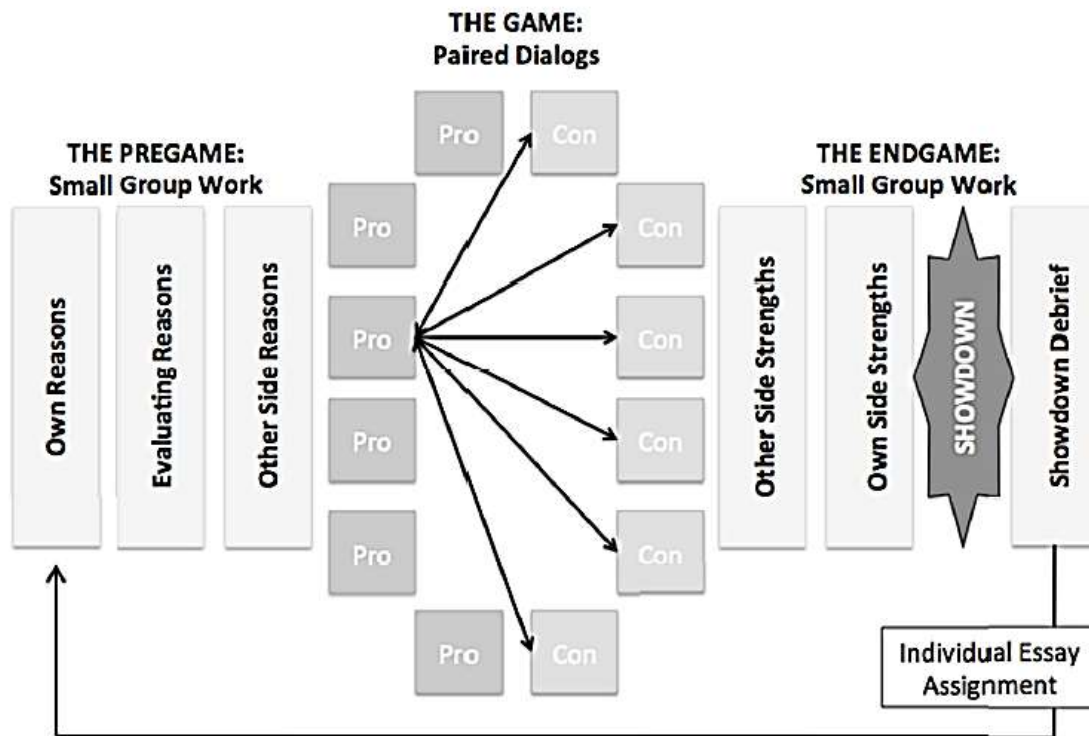 THE GAME:
Paired Dialogs
Pro
Con
THE PREGAME:
Small Group Work
THE ENDGAME:
Small Group Work
Pro
Con
Own Reasons
Evaluating Reasons
Other Side Reasons
Pro
Con
Other Side Strengths
Own Side Strengths
SHOWDOWN
Showdown Debrief
Pro
Con
Pro
Con
Pro
Con
Individual Essay
Assignment